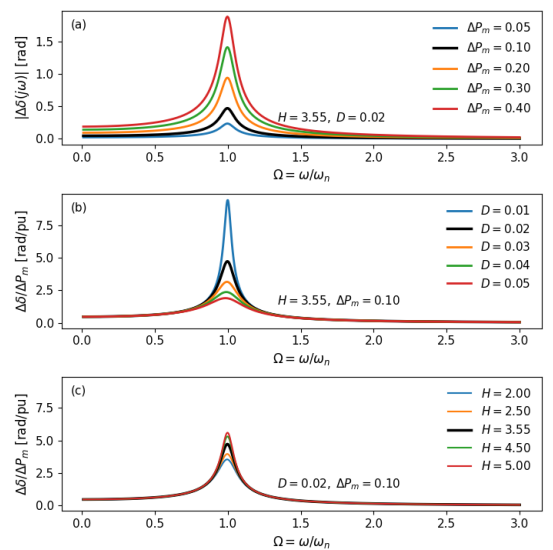 (a)
|Δδ(jω)| [rad]
1.5
1.0
0.5
0.0
ΔP_m = 0.05
ΔP_m = 0.10
ΔP_m = 0.20
ΔP_m = 0.30
ΔP_m = 0.40
H = 3.55, D = 0.02
0.0 0.5 1.0 1.5 2.0 2.5 3.0
Ω = ω/ω_n
(b)
Δδ/ΔP_m [rad/pu]
7.5
5.0
2.5
0.0
D = 0.01
D = 0.02
D = 0.03
D = 0.04
D = 0.05
H = 3.55, ΔP_m = 0.10
0.0 0.5 1.0 1.5 2.0 2.5 3.0
Ω = ω/ω_n
(c)
Δδ/ΔP_m [rad/pu]
7.5
5.0
2.5
0.0
H = 2.00
H = 2.50
H = 3.55
H = 4.50
H = 5.00
D = 0.02, ΔP_m = 0.10
0.0 0.5 1.0 1.5 2.0 2.5 3.0
Ω = ω/ω_n